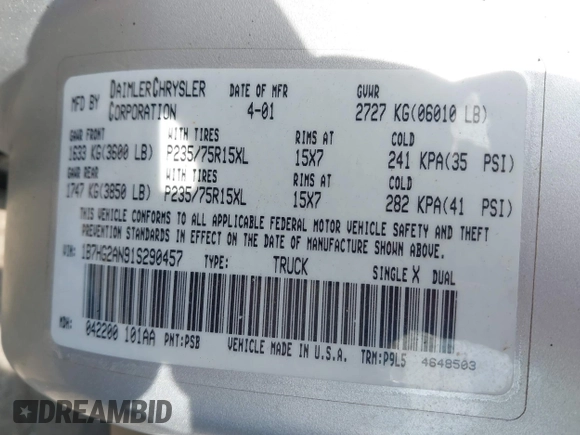 MFD BY DAIMLERCHRYSLER CORPORATION DATE OF MFR 4-01 GVWR 2727 KG(06010 LB)
GAWR FRONT WITH TIRES RIMS AT COLD
1633 KG(3600 LB) P235/75R15XL 15X7 241 KPA(35 PSI)
GAWR REAR WITH TIRES RIMS AT COLD
1747 KG(3850 LB) P235/75R15XL 15X7 282 KPA(41 PSI)
THIS VEHICLE CONFORMS TO ALL APPLICABLE FEDERAL MOTOR VEHICLE SAFETY AND THEFT
PREVENTION STANDARDS IN EFFECT ON THE DATE OF MANUFACTURE SHOWN ABOVE.
VIN: 1B7HG2AN91S290457 TYPE: TRUCK SINGLE X DUAL
MDH: 042200 101AA PNT:PSB VEHICLE MADE IN U.S.A. TRM:P9L5 4648503
DREAMBID